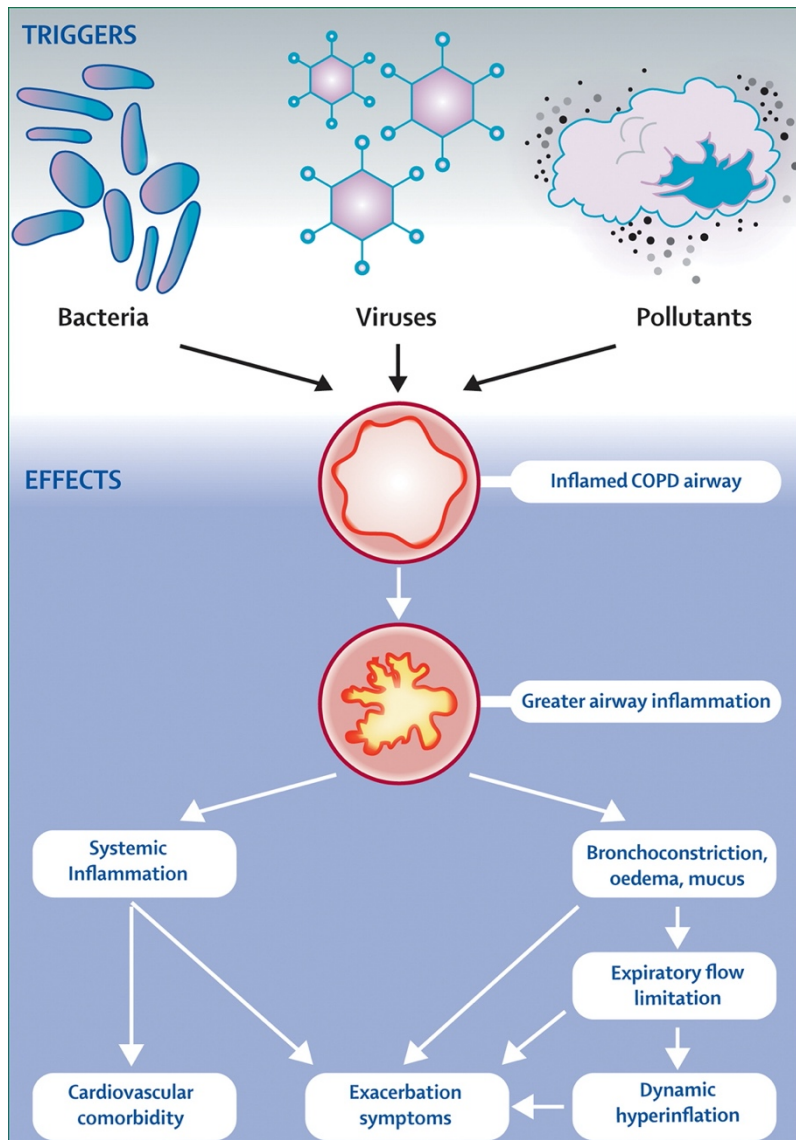 TRIGGERS
Bacteria
Viruses
Pollutants
EFFECTS
Inflamed COPD airway
Greater airway inflammation
Systemic
Inflammation
Bronchoconstriction,
oedema, mucus
Expiratory flow
limitation
Cardiovascular
comorbidity
Exacerbation
symptoms
Dynamic
hyperinflation